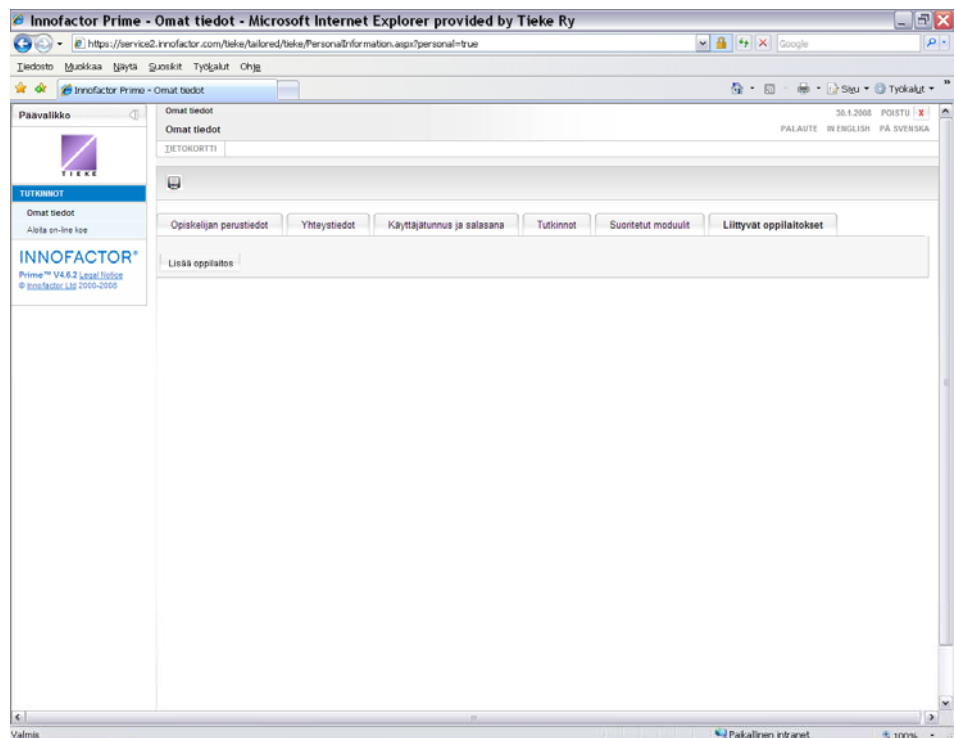 Innofactor Prime - Omat tiedot - Microsoft Internet Explorer provided by Tieke Ry
https://service2.innofactor.com/tieke/tailored/tieke/PersonalInformation.aspx?personal=true
Google
Tiedosto Muokkaa Näytä Suosikit Työkalut Ohje
Innofactor Prime - Omat tiedot
Sivu Työkalut
Päävalikko
Omat tiedot
30.1.2008 POISTU X
Omat tiedot
PALAUTE IN ENGLISH PÅ SVENSKA
TIETOKORTTI
TIEKE
TUTKINNOT
Omat tiedot
Aloita on-line koe
Opiskelijan perustiedot Yhteystiedot Käyttäjätunnus ja salasana Tutkinnot Suoritetut moduulit Liittyvät oppilaitokset
INNOFACTOR®
Lisää oppilaitos
Prime™ V4.6.2 Legal Notice
© Innofactor Ltd 2000-2008
Valmis
Paikallinen intranet
100%